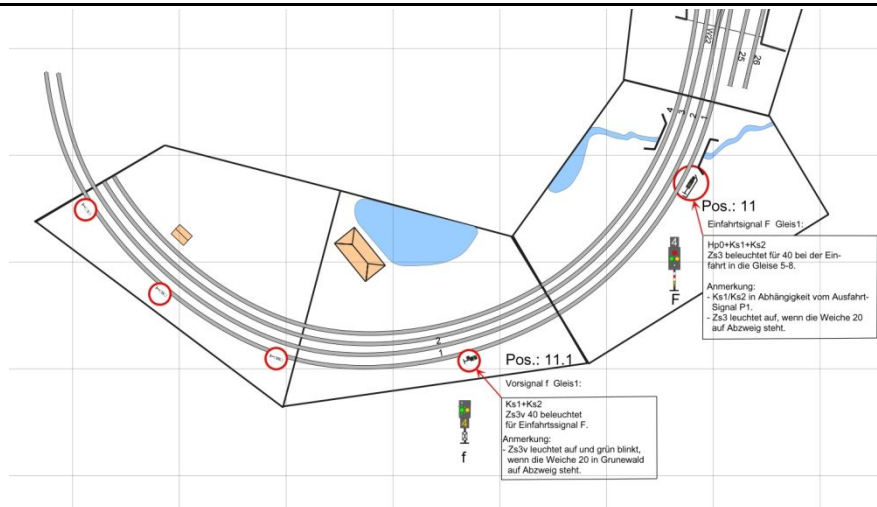 W22
25
26
4
3
2
1
Pos.: 11
Einfahrtsignal F Gleis1:
Hp0+Ks1+Ks2
Zs3 beleuchtet für 40 bei der Ein-
fahrt in die Gleise 5-8.
Anmerkung:
- Ks1/Ks2 in Abhängigkeit vom Ausfahrt-
Signal P1.
- Zs3 leuchtet auf, wenn die Weiche 20
auf Abzweig steht.
4
F
2
1
Pos.: 11.1
Vorsignal f Gleis1:
Ks1+Ks2
Zs3v 40 beleuchtet
für Einfahrtssignal F.
Anmerkung:
- Zs3v leuchtet auf und grün blinkt,
wenn die Weiche 20 in Grunewald
auf Abzweig steht.
4
f